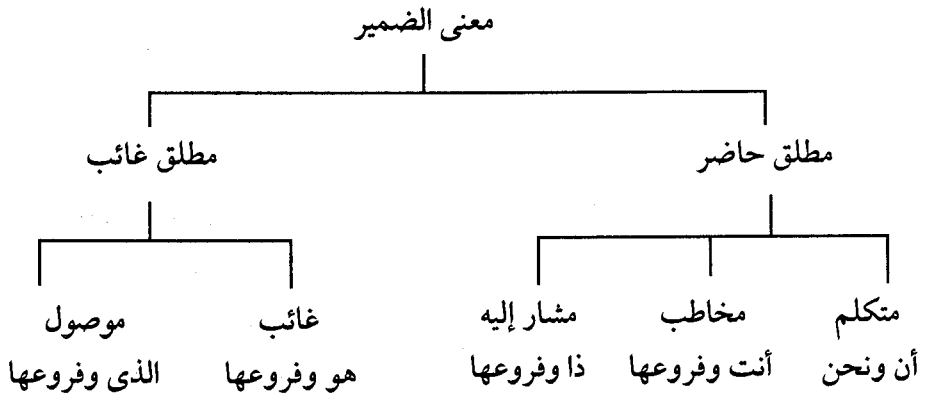 معنى الضمير
مطلق حاضر
مطلق غائب
متكلم
أن ونحن
مخاطب
أنت وفروعها
مشار إليه
ذا وفروعها
غائب
هو وفروعها
موصول
الذى وفروعها